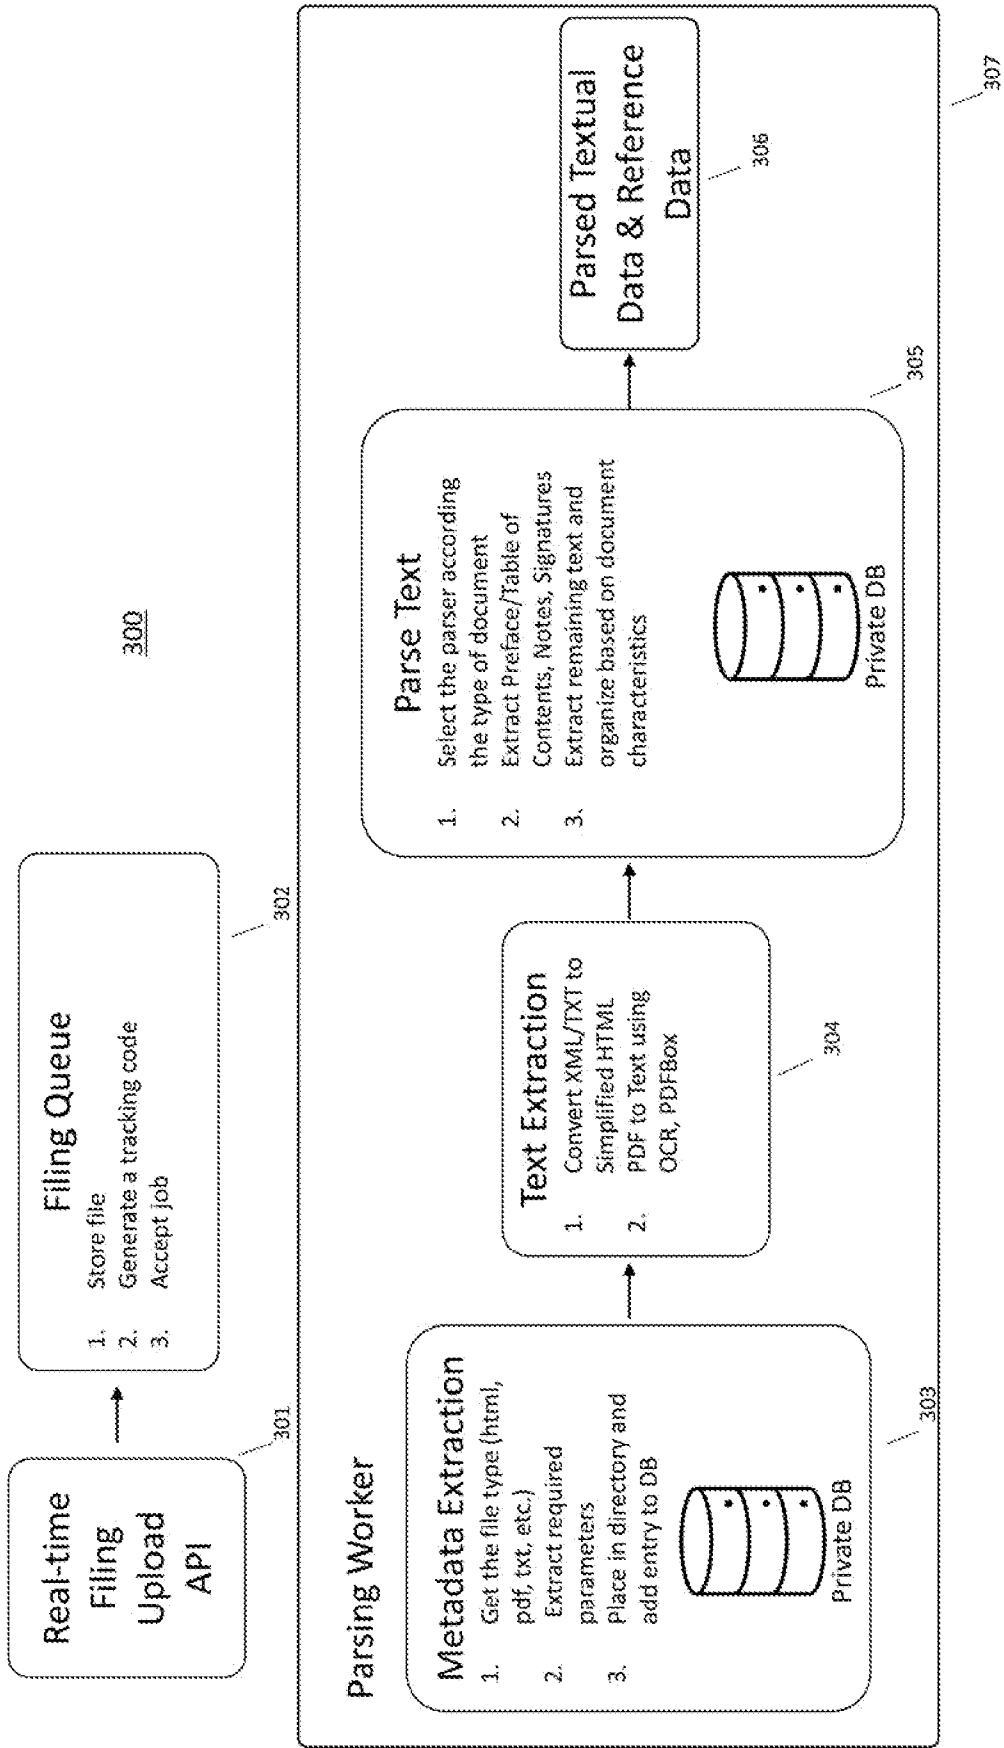 300
Real-time
Filing
Upload
API
301
Filing Queue
1. Store file
2. Generate a tracking code
3. Accept job
302
Parsing Worker
Metadata Extraction
1. Get the file type (html,
pdf, txt, etc.)
2. Extract required
parameters
3. Place in directory and
add entry to DB
Private DB
303
Text Extraction
1. Convert XML/TXT to
Simplified HTML
2. PDF to Text using
OCR, PDFBox
304
Parse Text
1. Select the parser according
the type of document
2. Extract Preface/Table of
Contents, Notes, Signatures
3. Extract remaining text and
organize based on document
characteristics
Private DB
305
Parsed Textual
Data & Reference
Data
306
307